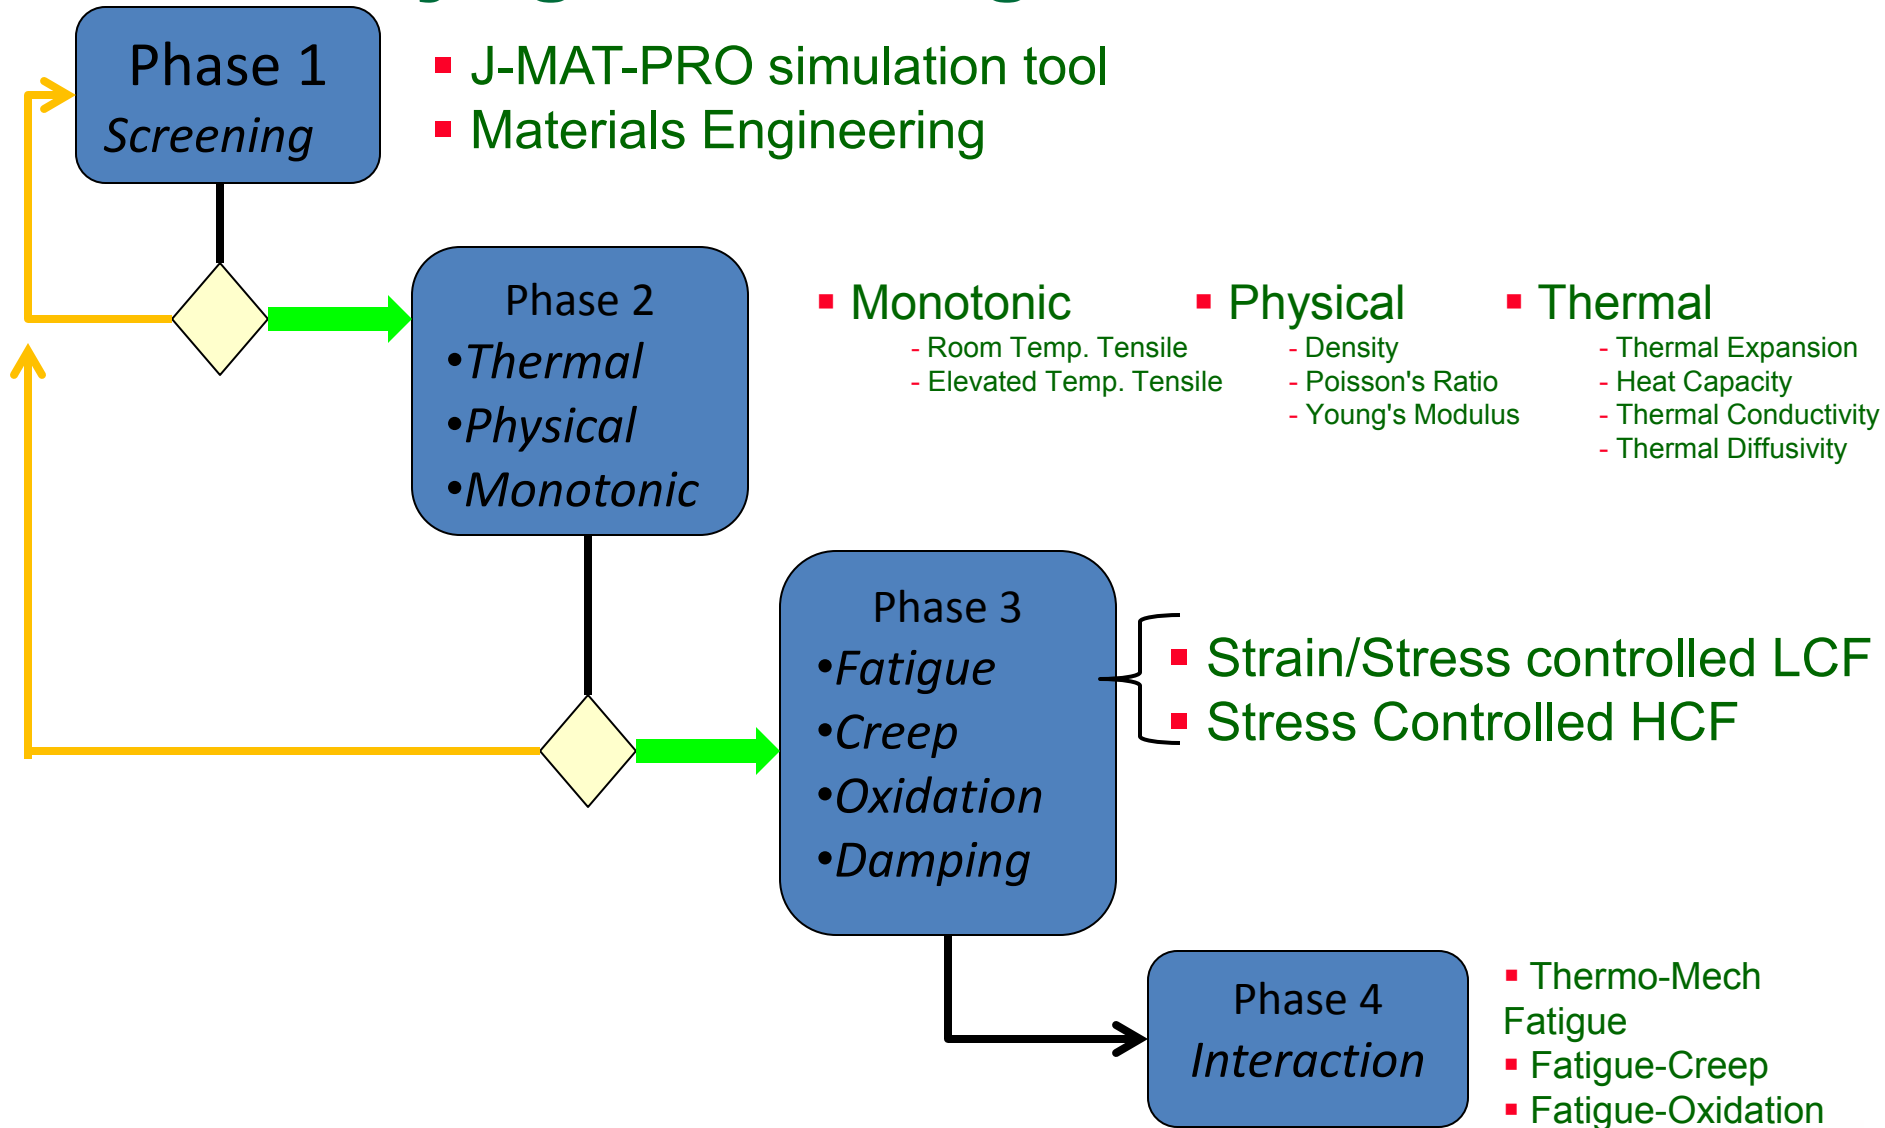 Phase 1
Screening
▪ J-MAT-PRO simulation tool
▪ Materials Engineering
Phase 2
•Thermal
•Physical
•Monotonic
▪ Monotonic
- Room Temp. Tensile
- Elevated Temp. Tensile
▪ Physical
- Density
- Poisson's Ratio
- Young's Modulus
▪ Thermal
- Thermal Expansion
- Heat Capacity
- Thermal Conductivity
- Thermal Diffusivity
Phase 3
•Fatigue
•Creep
•Oxidation
•Damping
▪ Strain/Stress controlled LCF
▪ Stress Controlled HCF
Phase 4
Interaction
▪ Thermo-Mech
Fatigue
▪ Fatigue-Creep
▪ Fatigue-Oxidation